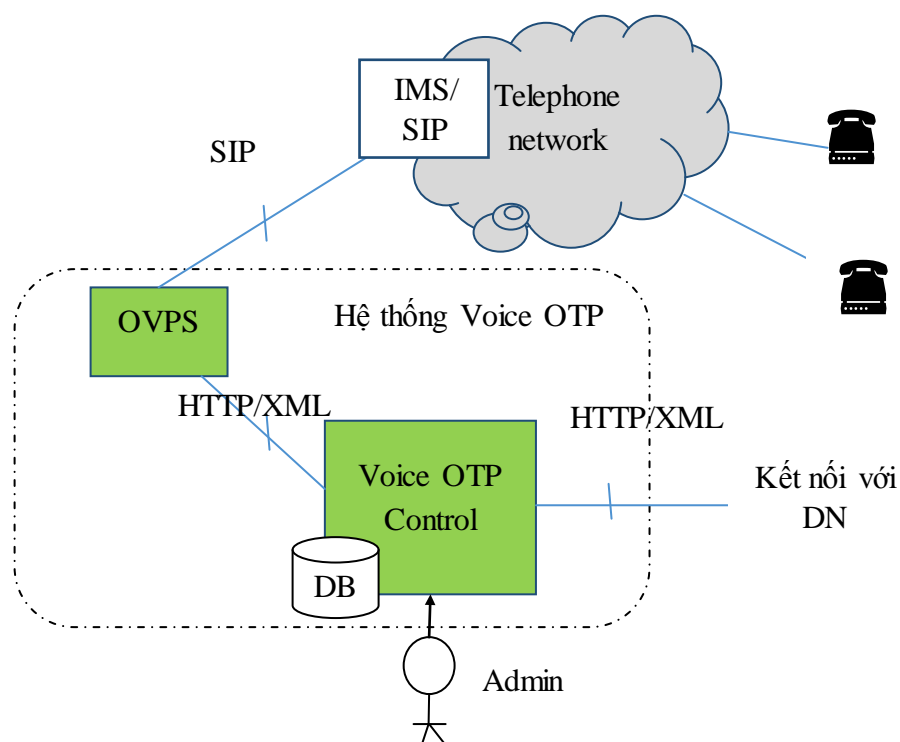 IMS/
SIP
Telephone
network
SIP
OVPS
Hệ thống Voice OTP
HTTP/XML
HTTP/XML
Voice OTP
Control
Kết nối với
DN
DB
Admin